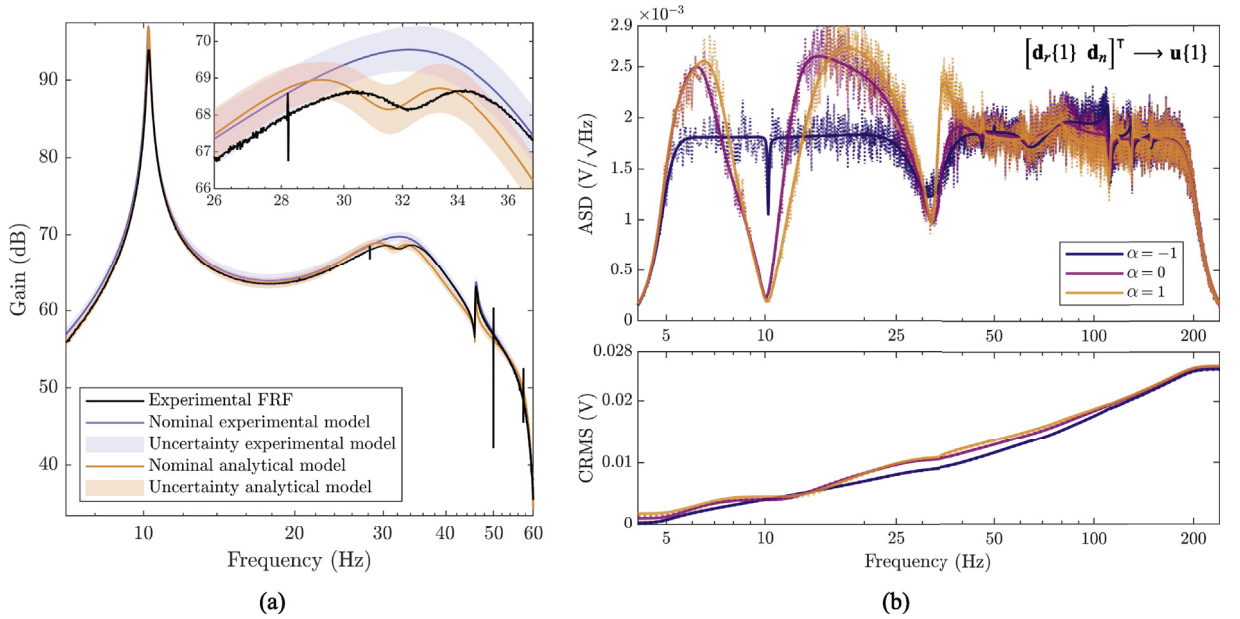 Gain (dB)
90
80
70
60
50
40
10
20
30
40
50
60
Frequency (Hz)
70
69
68
67
66
26
28
30
32
34
36
Experimental FRF
Nominal experimental model
Uncertainty experimental model
Nominal analytical model
Uncertainty analytical model
(a)
×10⁻³
ASD (V/√Hz)
2.9
2.5
2
1.5
1
0.5
0
5
10
25
50
100
200
[𝐝ᵣ{1} 𝐝ₙ]ᵀ ⟶ 𝐮{1}
α = −1
α = 0
α = 1
CRMS (V)
0.028
0.02
0.01
0
5
10
25
50
100
200
Frequency (Hz)
(b)